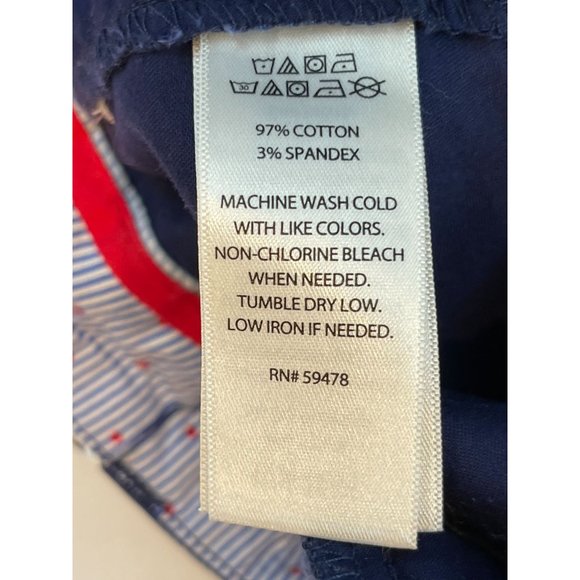 30
97% COTTON
3% SPANDEX
MACHINE WASH COLD
WITH LIKE COLORS.
NON-CHLORINE BLEACH
WHEN NEEDED.
TUMBLE DRY LOW.
LOW IRON IF NEEDED.
RN# 59478